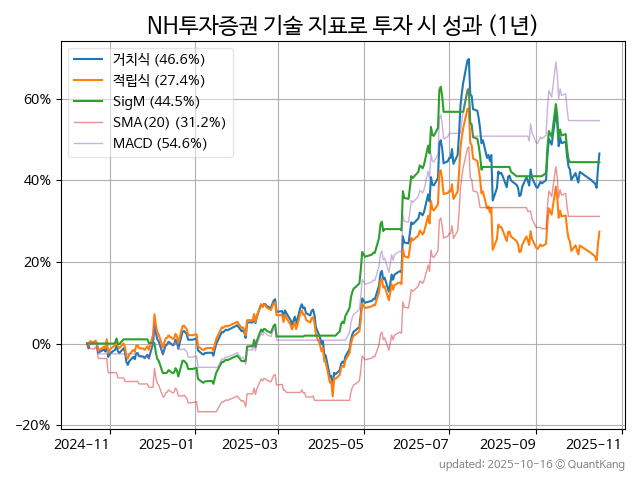 NH투자증권 기술 지표로 투자 시 성과 (1년)
거치식 (46.6%)
적립식 (27.4%)
SigM (44.5%)
SMA(20) (31.2%)
MACD (54.6%)
60%
40%
20%
0%
−20%
2024-11 2025-01 2025-03 2025-05 2025-07 2025-09 2025-11
updated: 2025-10-16 © QuantKang